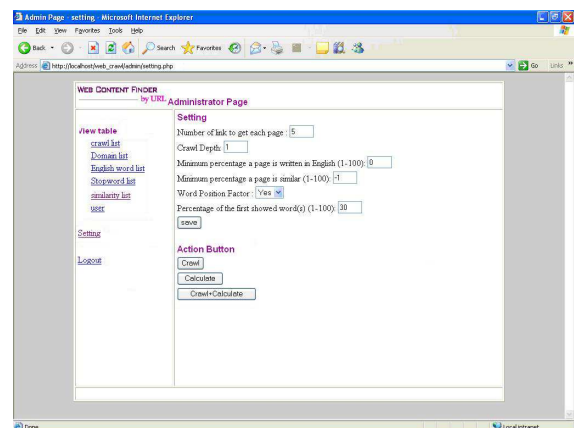 Admin Page - setting - Microsoft Internet Explorer
File Edit View Favorites Tools Help
Back Search Favorites
Address http://localhost/web_crawl/admin/setting.php Go Links »
WEB CONTENT FINDER
by URL Administrator Page
View table
crawl list
Domain list
English word list
Stopword list
similarity list
user
Setting
Logout
Setting
Number of link to get each page : 5
Crawl Depth: 1
Minimum percentage a page is written in English (1-100): 0
Minimum percentage a page is similar (1-100): -1
Word Position Factor : Yes
Percentage of the first showed word(s) (1-100): 30
save
Action Button
Crawl
Calculate
Crawl+Calculate
Done Local intranet